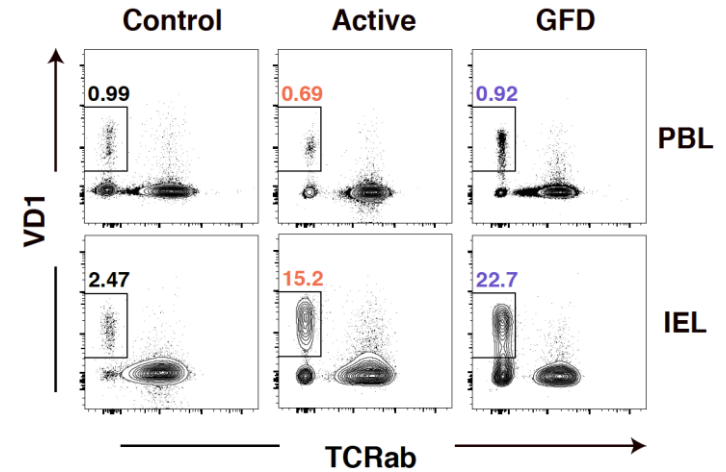 Control Active GFD
0.99 0.69 0.92
PBL
VD1
2.47 15.2 22.7
IEL
TCRab